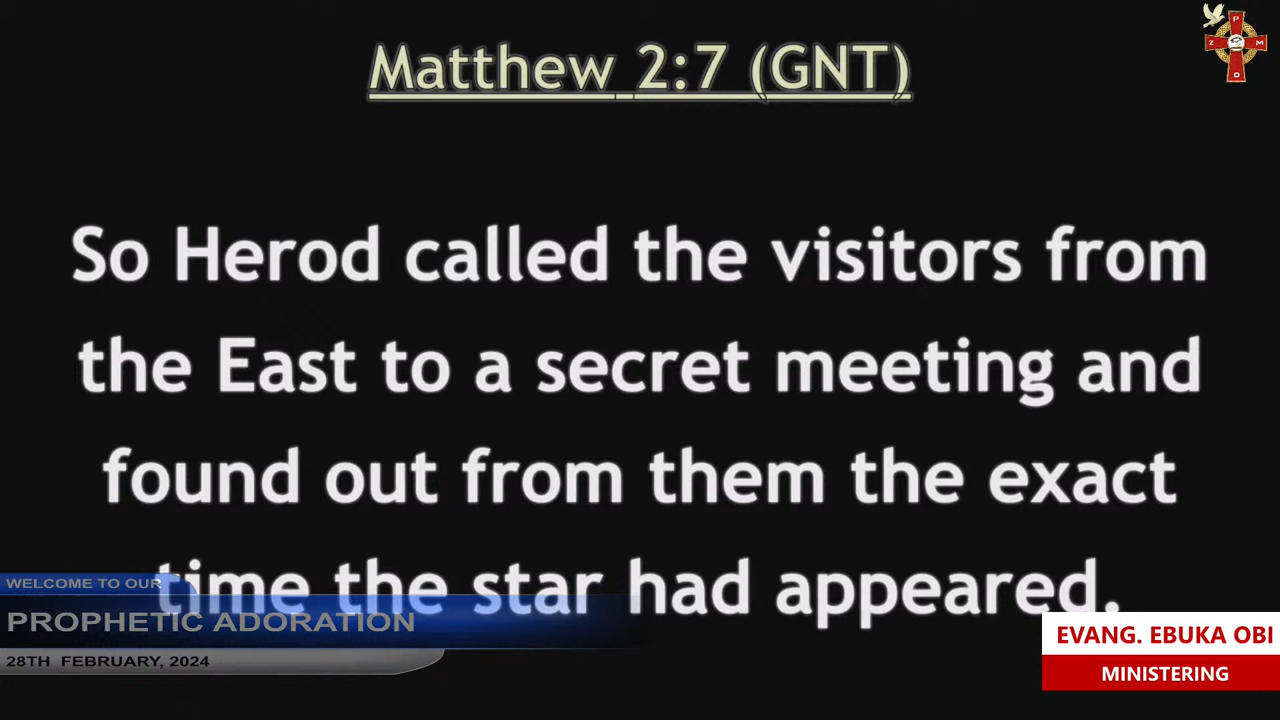 Matthew 2:7 (GNT)
So Herod called the visitors from
the East to a secret meeting and
found out from them the exact
time the star had appeared.
WELCOME TO OUR
PROPHETIC ADORATION
28TH FEBRUARY, 2024
EVANG. EBUKA OBI
MINISTERING
P
Z M
O